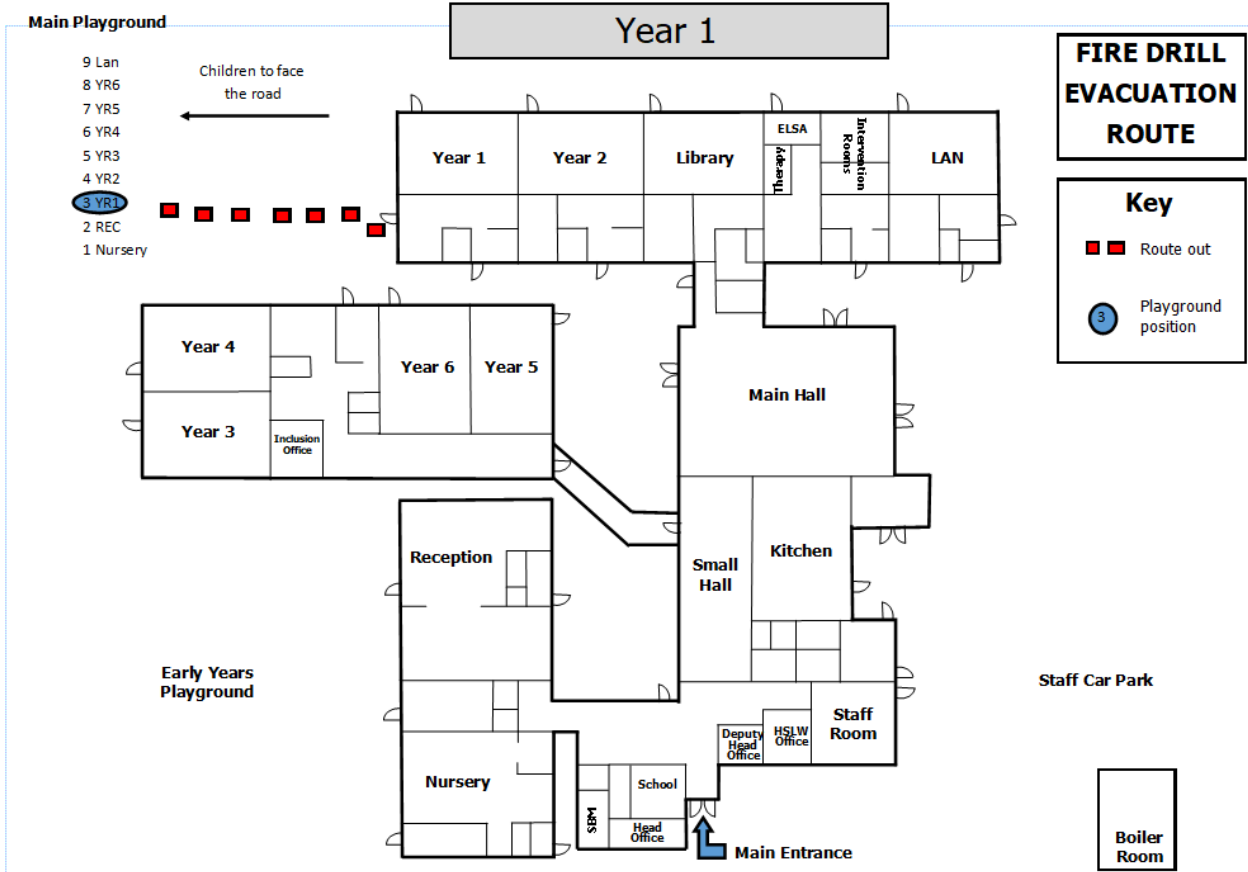 Main Playground
Year 1
FIRE DRILL
EVACUATION
ROUTE
9 Lan
8 YR6
7 YR5
6 YR4
5 YR3
4 YR2
3 YR1
2 REC
1 Nursery
Children to face
the road
Key
Route out
3
Playground
position
Year 1
Year 2
Library
ELSA
Therapy
Intervention
Rooms
LAN
Year 4
Year 3
Inclusion
Office
Year 6
Year 5
Main Hall
Reception
Small
Hall
Kitchen
Early Years
Playground
Staff Car Park
Nursery
Deputy
Head
Office
HSLW
Office
Staff
Room
SBM
School
Head
Office
Main Entrance
Boiler
Room